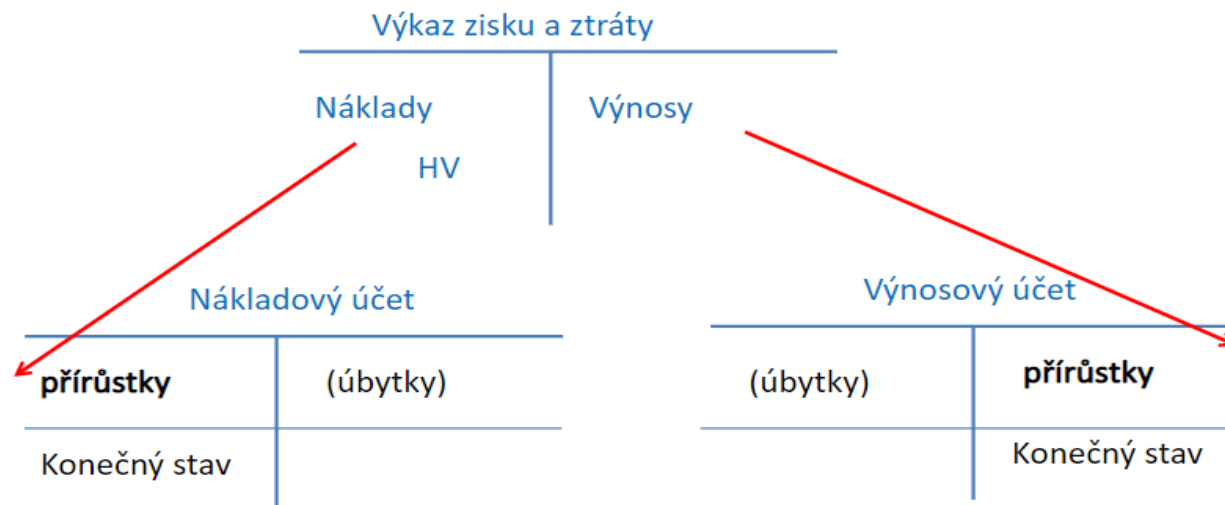 Výkaz zisku a ztráty
Náklady
Výnosy
HV
Nákladový účet
Výnosový účet
přírůstky
(úbytky)
(úbytky)
přírůstky
Konečný stav
Konečný stav